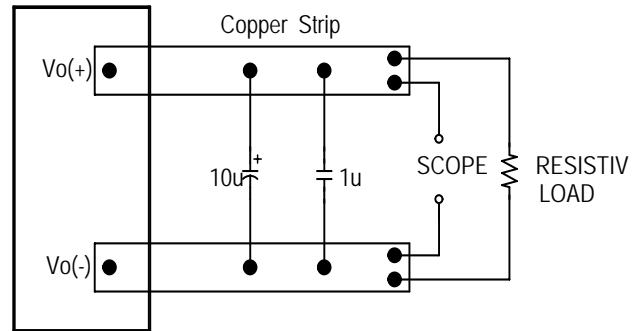 Copper Strip
Vo(+)
+
10u
1u
SCOPE
RESISTIV
LOAD
Vo(-)